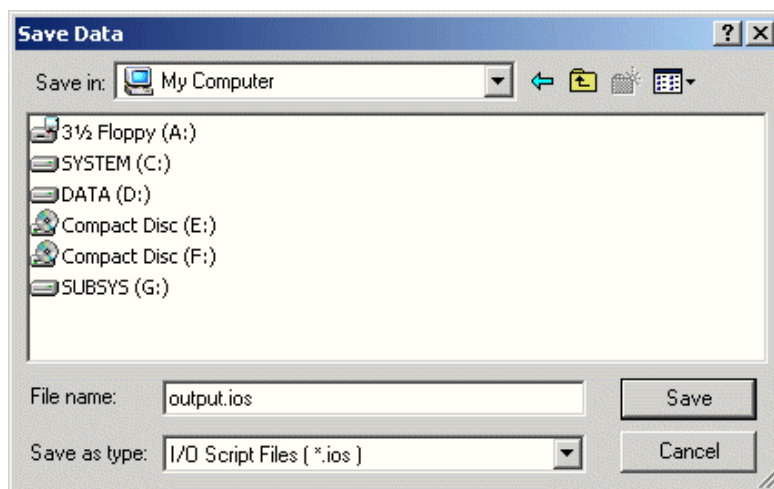 Save Data
Save in: My Computer
3½ Floppy (A:)
SYSTEM (C:)
DATA (D:)
Compact Disc (E:)
Compact Disc (F:)
SUBSYS (G:)
File name: output.ios Save
Save as type: I/O Script Files ( *.ios ) Cancel